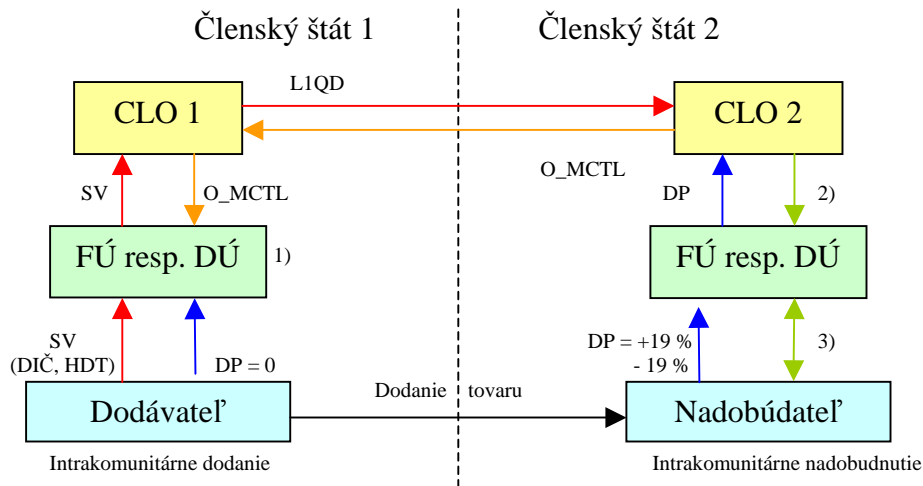 Členský štát 1
Členský štát 2
L1QD
CLO 1
CLO 2
O_MCTL
SV
O_MCTL
DP
2)
FÚ resp. DÚ
1)
FÚ resp. DÚ
SV
(DIČ, HDT)
DP = 0
DP = +19 %
- 19 %
3)
Dodanie tovaru
Dodávateľ
Nadobúdateľ
Intrakomunitárne dodanie
Intrakomunitárne nadobudnutie